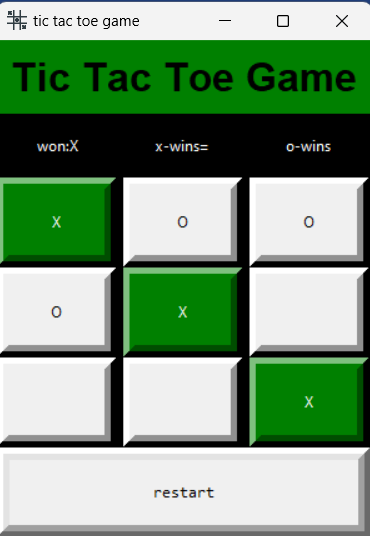 tic tac toe game
Tic Tac Toe Game
won:X x-wins= o-wins
X O O
O X
X
restart